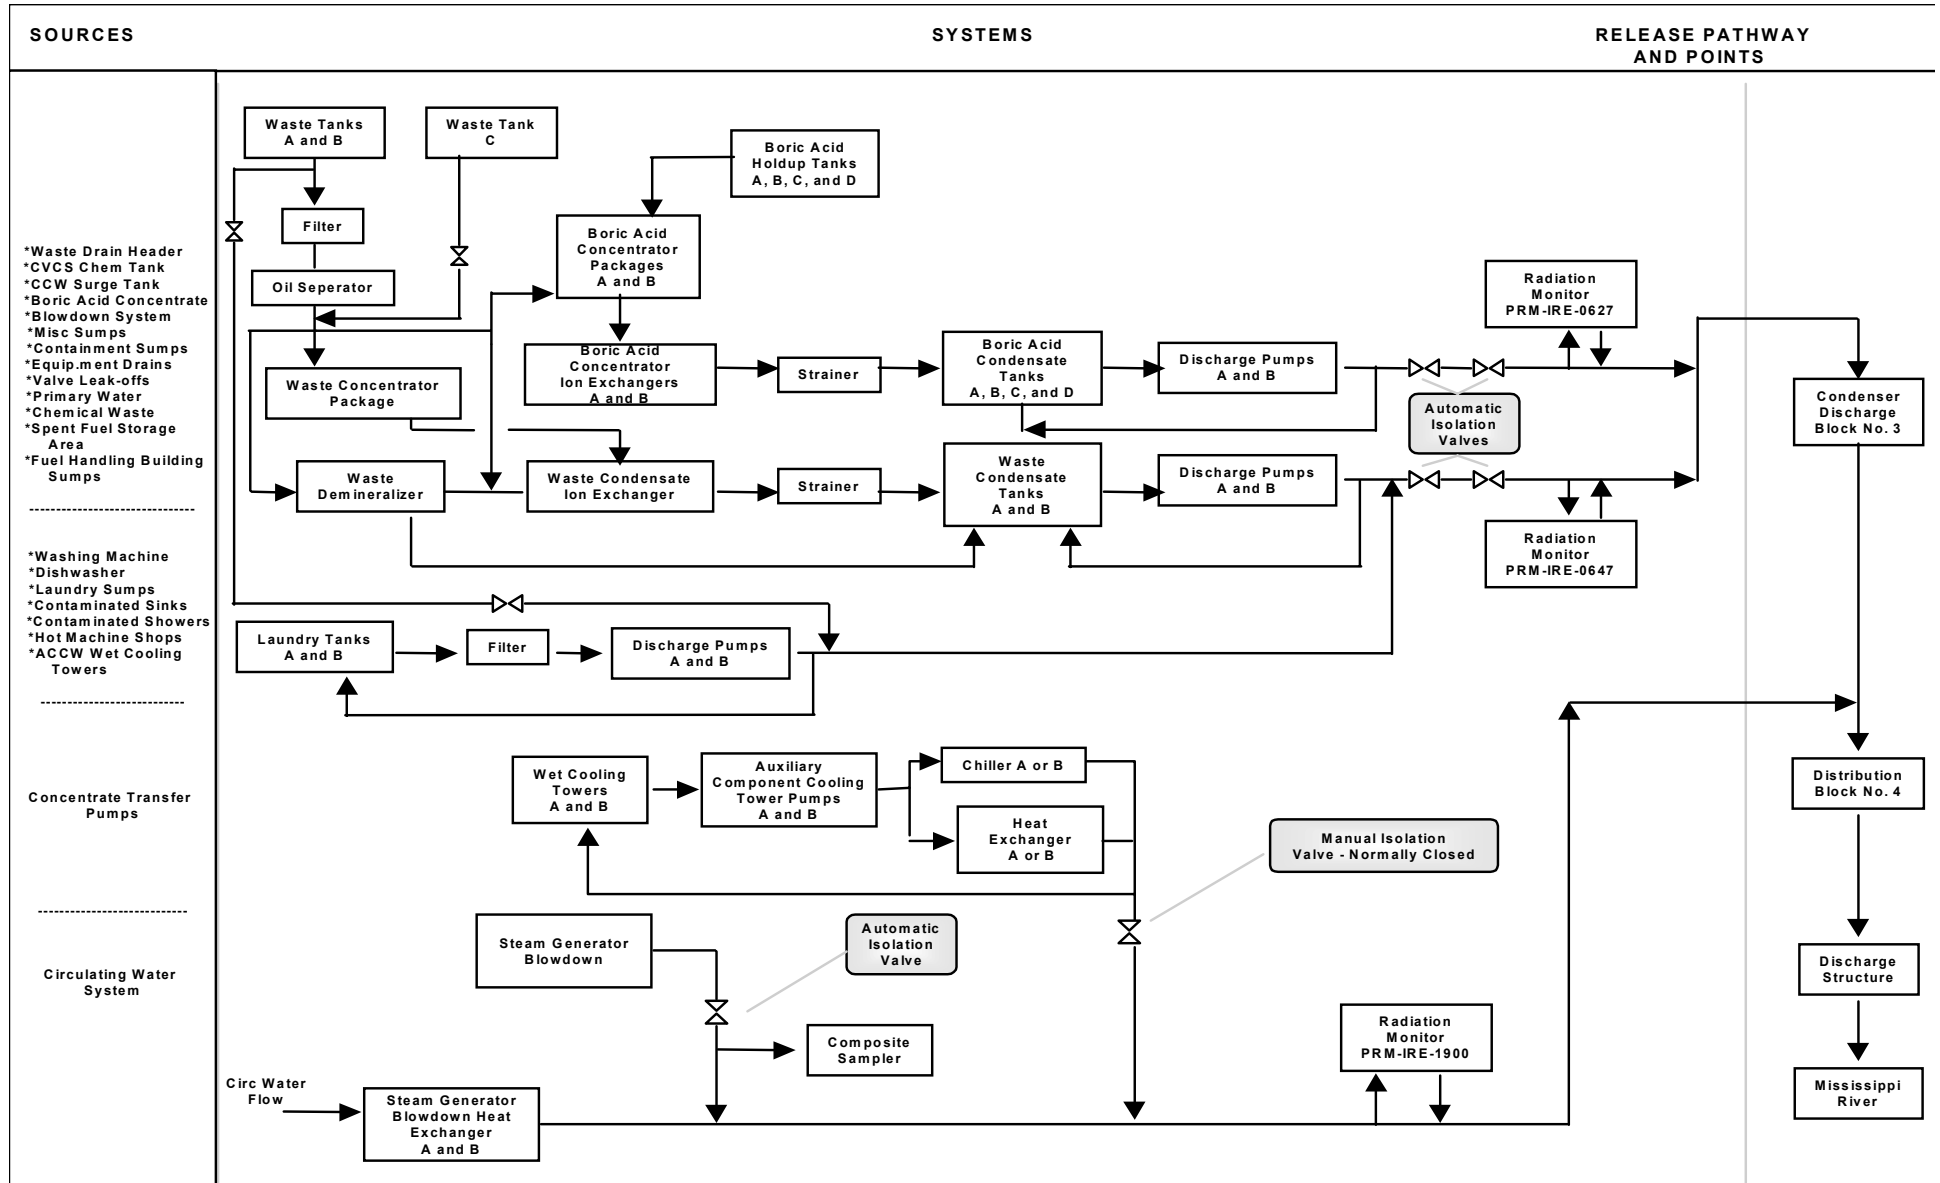 SOURCES
SYSTEMS
RELEASE PATHWAY
AND POINTS
*Waste Drain Header
*CVCS Chem Tank
*CCW Surge Tank
*Boric Acid Concentrate
*Blowdown System
*Misc Sumps
*Containment Sumps
*Equip.ment Drains
*Valve Leak-offs
*Primary Water
*Chemical Waste
*Spent Fuel Storage
Area
*Fuel Handling Building
Sumps
--------------------------------
*Washing Machine
*Dishwasher
*Laundry Sumps
*Contaminated Sinks
*Contaminated Showers
*Hot Machine Shops
*ACCW Wet Cooling
Towers
----------------------------
Concentrate Transfer
Pumps
-----------------------------
Circulating Water
System
Waste Tanks
A and B
Waste Tank
C
Boric Acid
Holdup Tanks
A, B, C, and D
Filter
Oil Seperator
Boric Acid
Concentrator
Packages
A and B
Waste Concentrator
Package
Boric Acid
Concentrator
Ion Exchangers
A and B
Strainer
Boric Acid
Condensate
Tanks
A, B, C, and D
Discharge Pumps
A and B
Radiation
Monitor
PRM-IRE-0627
Automatic
Isolation
Valves
Waste
Demineralizer
Waste Condensate
Ion Exchanger
Strainer
Waste
Condensate
Tanks
A and B
Discharge Pumps
A and B
Radiation
Monitor
PRM-IRE-0647
Laundry Tanks
A and B
Filter
Discharge Pumps
A and B
Wet Cooling
Towers
A and B
Auxiliary
Component Cooling
Tower Pumps
A and B
Chiller A or B
Heat
Exchanger
A or B
Manual Isolation
Valve - Normally Closed
Steam Generator
Blowdown
Automatic
Isolation
Valve
Composite
Sampler
Radiation
Monitor
PRM-IRE-1900
Circ Water
Flow
Steam Generator
Blowdown Heat
Exchanger
A and B
Condenser
Discharge
Block No. 3
Distribution
Block No. 4
Discharge
Structure
Mississippi
River